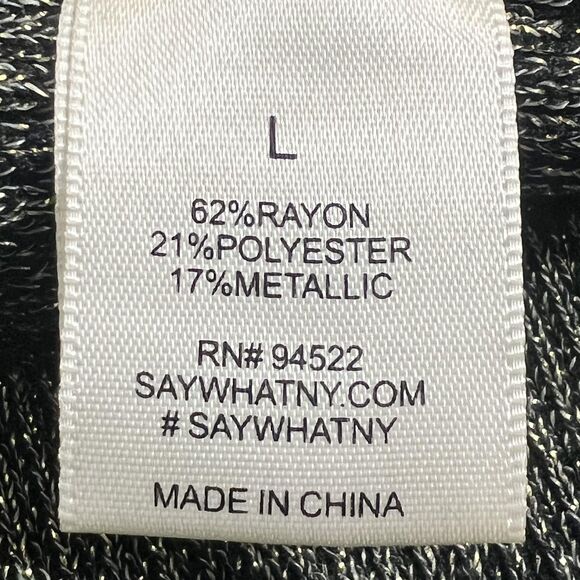 L
62%RAYON
21%POLYESTER
17%METALLIC
RN# 94522
SAYWHATNY.COM
# SAYWHATNY
MADE IN CHINA